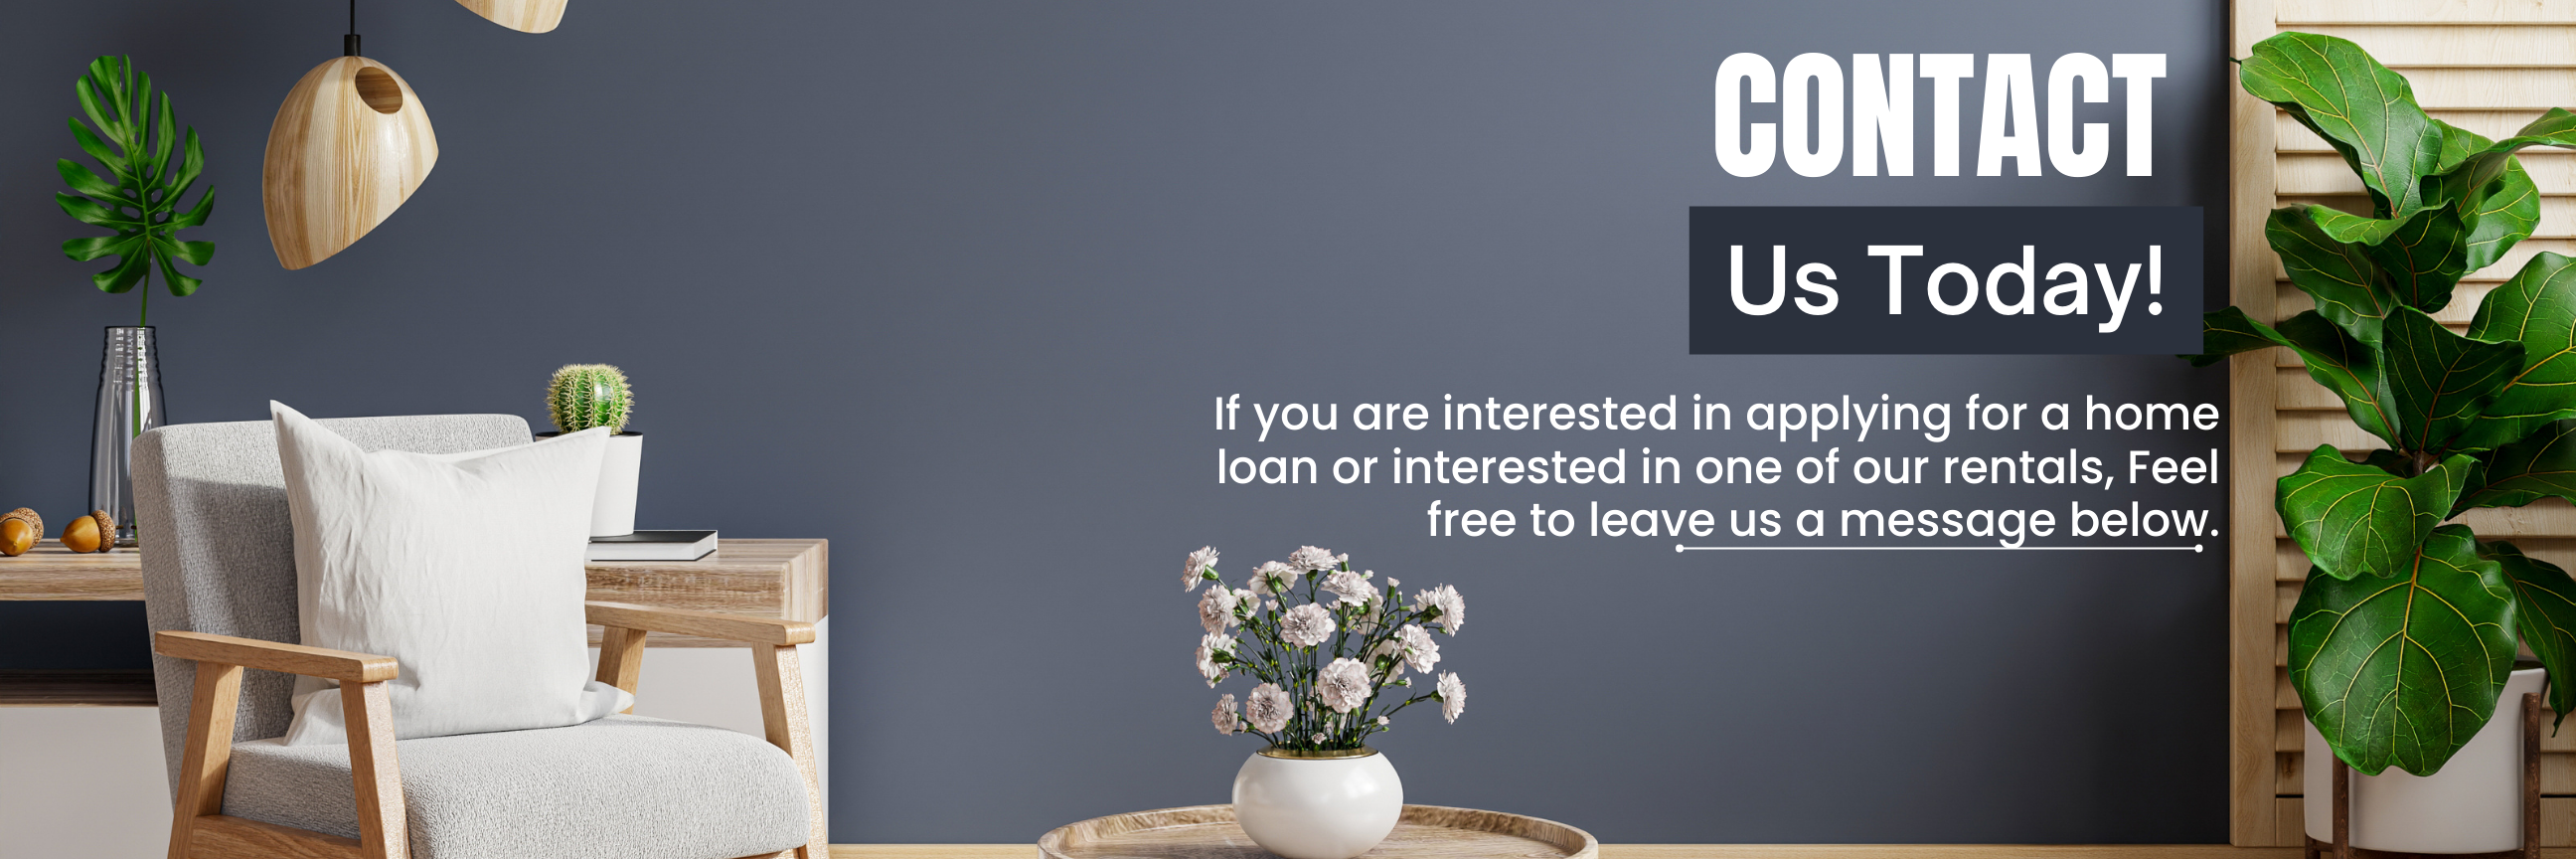 CONTACT
Us Today!
If you are interested in applying for a home
loan or interested in one of our rentals, Feel
free to leave us a message below.